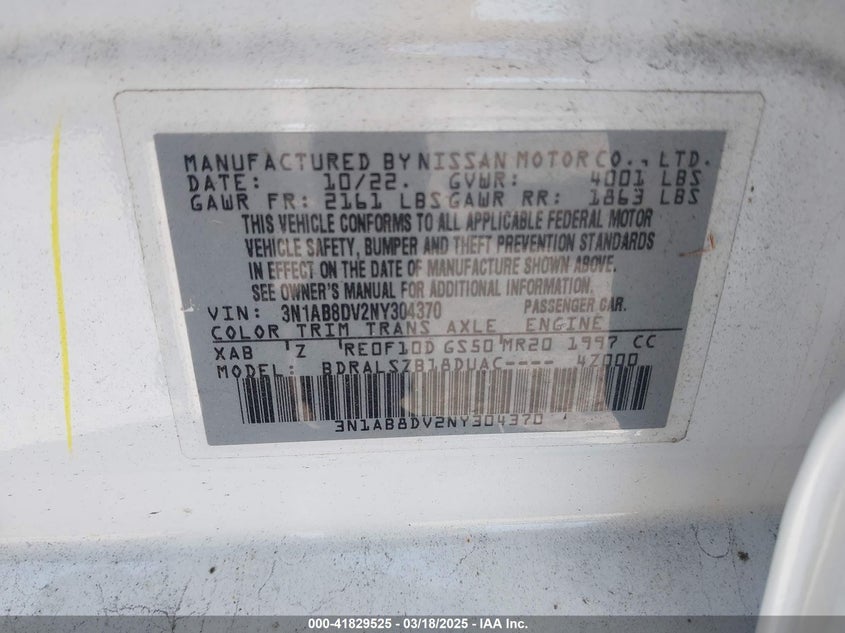 MANUFACTURED BY NISSAN MOTOR CO., LTD.
DATE: 10/22. GVWR: 4001 LBS
GAWR FR: 2161 LBS GAWR RR: 1863 LBS
THIS VEHICLE CONFORMS TO ALL APPLICABLE FEDERAL MOTOR
VEHICLE SAFETY, BUMPER AND THEFT PREVENTION STANDARDS
IN EFFECT ON THE DATE OF MANUFACTURE SHOWN ABOVE.
SEE OWNER'S MANUAL FOR ADDITIONAL INFORMATION.
VIN: 3N1AB8DV2NY304370 PASSENGER CAR.
COLOR TRIM TRANS AXLE ENGINE
XAB Z RE0F10D GS50 MR20 1997 CC
MODEL: BDRALSZB18DUAC---- 4Z000
3N1AB8DV2NY304370
000-41829525 - 03/18/2025 - IAA Inc.